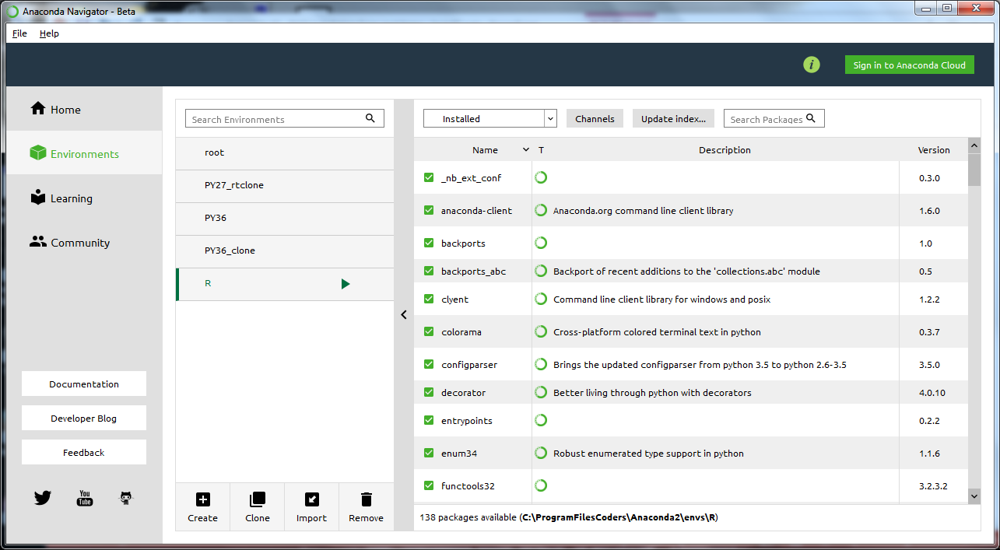 Anaconda Navigator - Beta
File Help
i
Sign in to Anaconda Cloud
Home
Environments
Learning
Community
Documentation
Developer Blog
Feedback
You
Tube
Search Environments
root
PY27_rtclone
PY36
PY36_clone
R
Create Clone Import Remove
Installed Channels Update index... Search Packages
Name T Description Version
_nb_ext_conf 0.3.0
anaconda-client Anaconda.org command line client library 1.6.0
backports 1.0
backports_abc Backport of recent additions to the 'collections.abc' module 0.5
clyent Command line client library for windows and posix 1.2.2
colorama Cross-platform colored terminal text in python 0.3.7
configparser Brings the updated configparser from python 3.5 to python 2.6-3.5 3.5.0
decorator Better living through python with decorators 4.0.10
entrypoints 0.2.2
enum34 Robust enumerated type support in python 1.1.6
functools32 3.2.3.2
138 packages available (C:\ProgramFilesCoders\Anaconda2\envs\R)